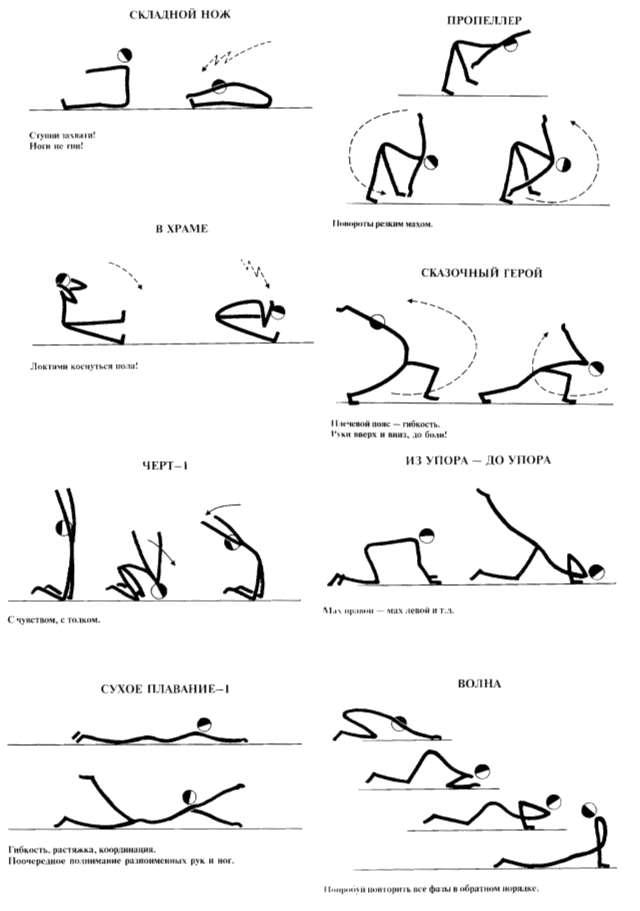 СКЛАДНОЙ НОЖ
Ступни захвати!
Ноги не гни!
В ХРАМЕ
Локтами коснуться пола!
ЧЕРТ–1
С чувством, с толком.
СУХОЕ ПЛАВАНИЕ–1
Гибкость, растяжка, координация.
Поочередное поднимание разноименных рук и ног.
ПРОПЕЛЛЕР
Повороты резким махом.
СКАЗОЧНЫЙ ГЕРОЙ
Плечевой пояс — гибкость.
Руки вверх и вниз, до боли!
ИЗ УПОРА — ДО УПОРА
Мах правой — мах левой и т.д.
ВОЛНА
Попробуй повторить все фазы в обратном порядке.